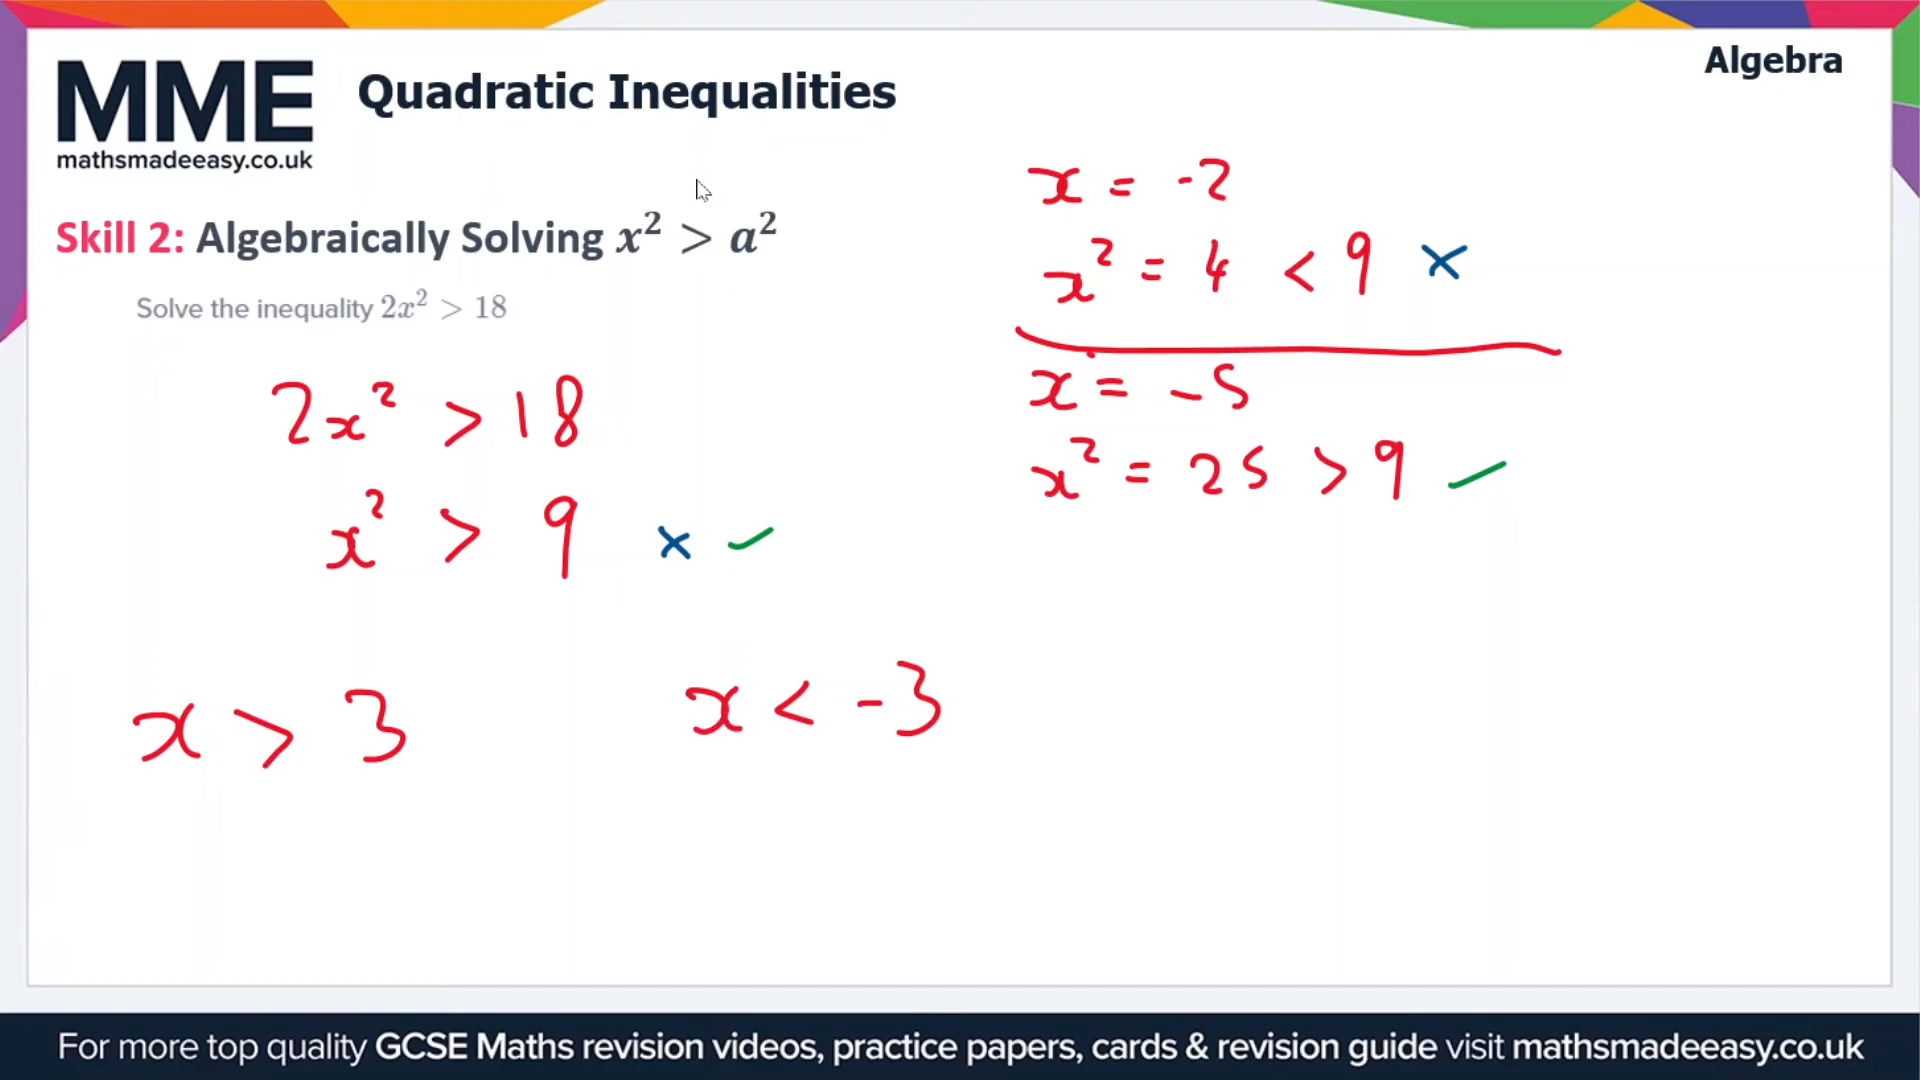 MME
mathsmadeeasy.co.uk
Quadratic Inequalities
Algebra
Skill 2: Algebraically Solving x² > a²
Solve the inequality 2x² > 18
2x² > 18
x² > 9 × ✓
x > 3
x < -3
x = -2
x² = 4 < 9 ×
x = -5
x² = 25 > 9 ✓
For more top quality GCSE Maths revision videos, practice papers, cards & revision guide visit mathsmadeeasy.co.uk